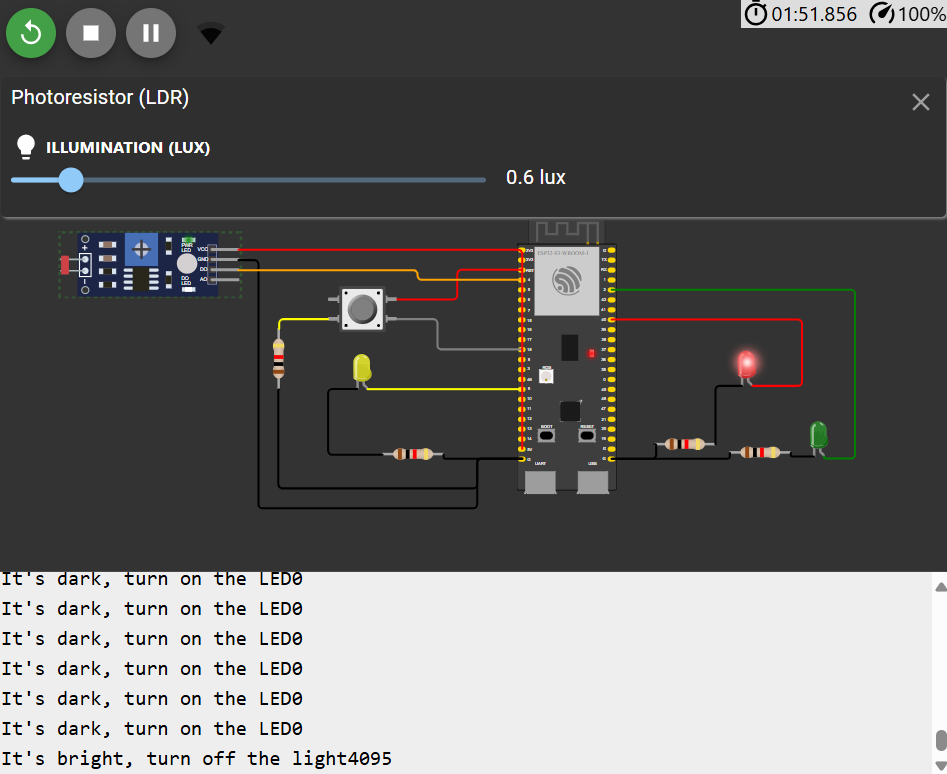 01:51.856 100%
Photoresistor (LDR)
ILLUMINATION (LUX)
0.6 lux
PWR
LED
VCC
GND
DO
AO
DO
LED
ESP32-S3-WROOM-1
RGB
BOOT RESET
UART USB
It's dark, turn on the LED0
It's dark, turn on the LED0
It's dark, turn on the LED0
It's dark, turn on the LED0
It's dark, turn on the LED0
It's dark, turn on the LED0
It's bright, turn off the light4095